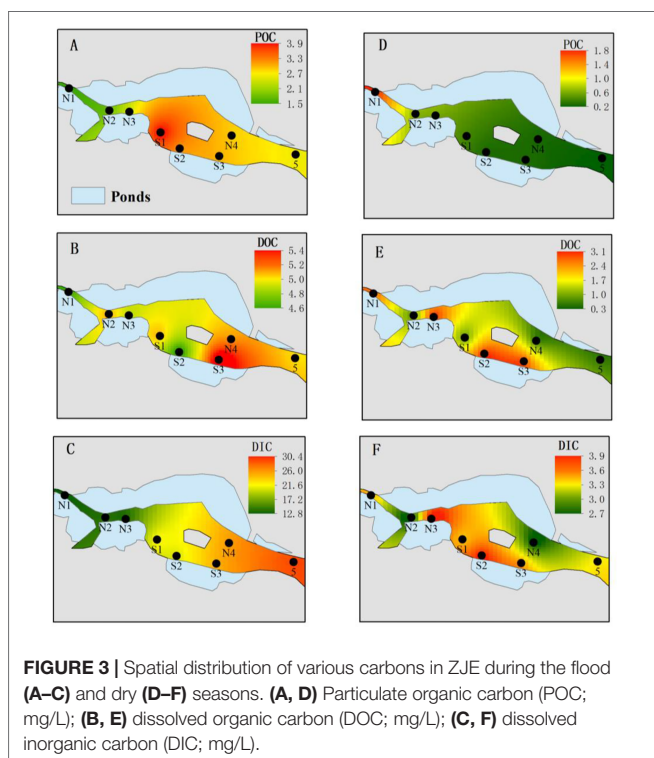 A
POC
3.9
3.3
2.7
2.1
1.5
N1
N2
N3
S1
S2
S3
N4
5
Ponds
D
POC
1.8
1.4
1.0
0.6
0.2
N1
N2
N3
S1
S2
S3
N4
5
B
DOC
5.4
5.2
5.0
4.8
4.6
N1
N2
N3
S1
S2
S3
N4
5
E
DOC
3.1
2.4
1.7
1.0
0.3
N1
N2
N3
S1
S2
S3
N4
5
C
DIC
30.4
26.0
21.6
17.2
12.8
N1
N2
N3
S1
S2
S3
N4
5
F
DIC
3.9
3.6
3.3
3.0
2.7
N1
N2
N3
S1
S2
S3
N4
5
FIGURE 3 | Spatial distribution of various carbons in ZJE during the flood
(A–C) and dry (D–F) seasons. (A, D) Particulate organic carbon (POC;
mg/L); (B, E) dissolved organic carbon (DOC; mg/L); (C, F) dissolved
inorganic carbon (DIC; mg/L).